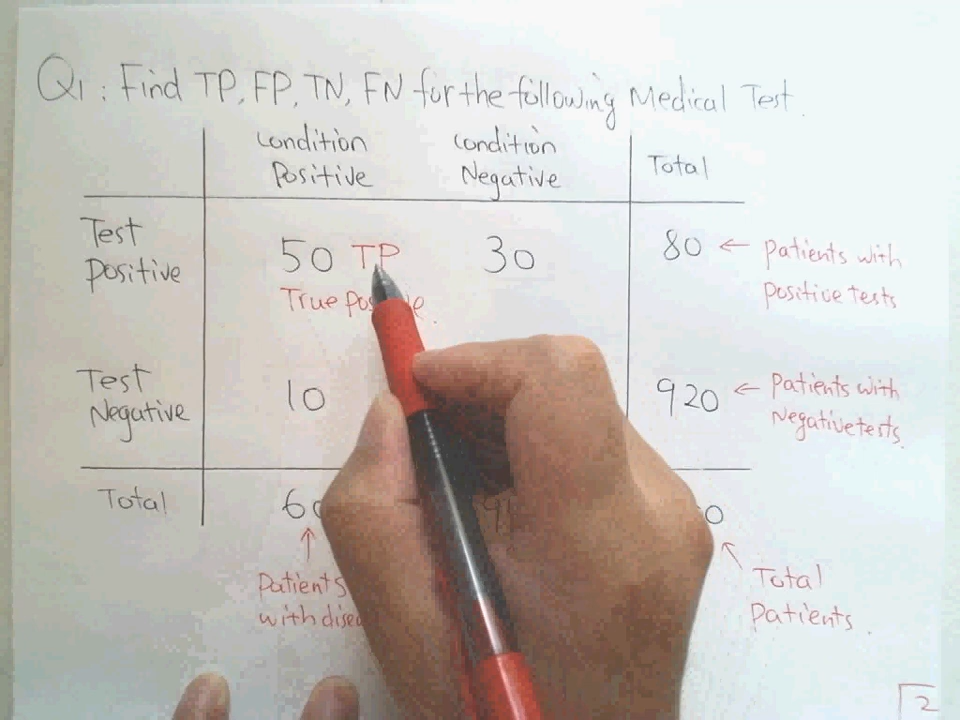 Q1: Find TP, FP, TN, FN for the following Medical Test.
Condition Positive Condition Negative Total
Test Positive 50 TP 30 80 ← patients with positive tests
True
Test Negative 10 920 ← patients with Negative tests.
Total
Patients with
Total patients.
2